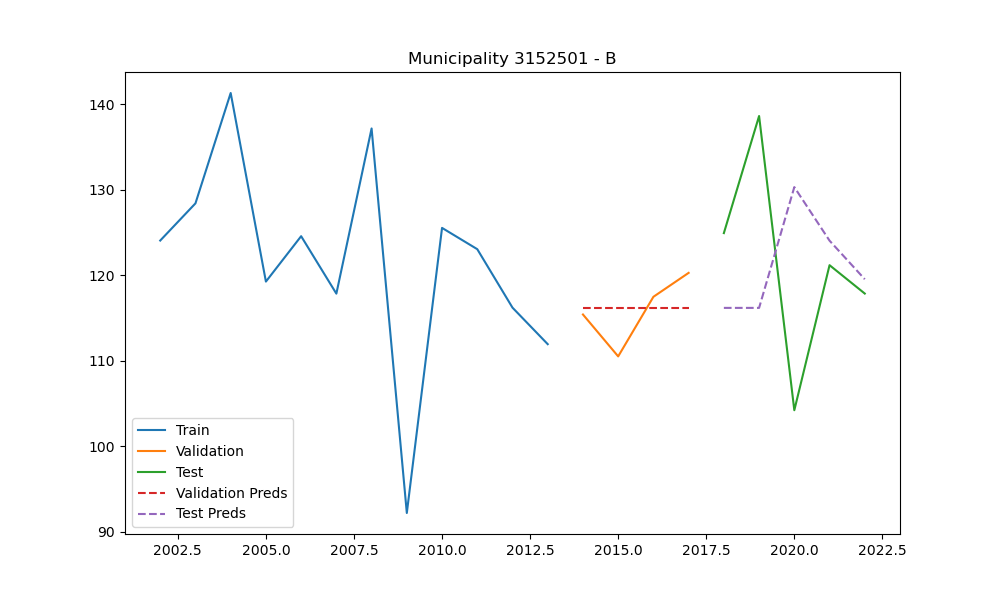 Municipality 3152501 - B
140
130
120
110
100
90
Train
Validation
Test
Validation Preds
Test Preds
2002.5 2005.0 2007.5 2010.0 2012.5 2015.0 2017.5 2020.0 2022.5